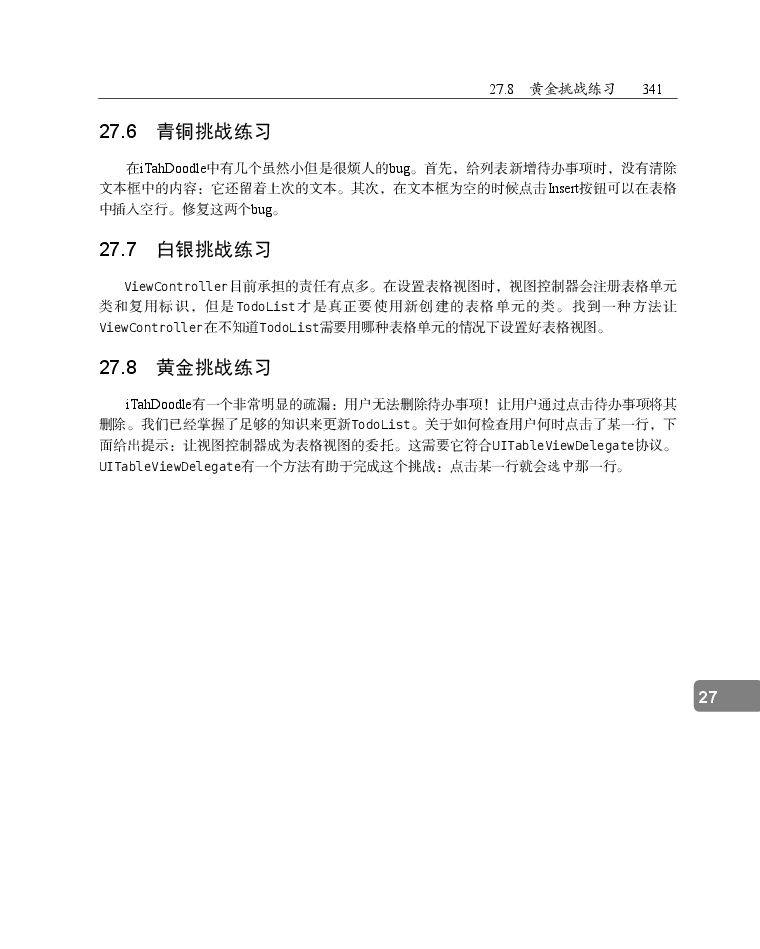 27.8 黄金挑战练习 341
27.6 青铜挑战练习
在iTahDoodle中有几个虽然小但是很烦人的bug。首先，给列表新增待办事项时，没有清除
文本框中的内容：它还留着上次的文本。其次，在文本框为空的时候点击Insert按钮可以在表格
中插入空行。修复这两个bug。
27.7 白银挑战练习
ViewController目前承担的责任有点多。在设置表格视图时，视图控制器会注册表格单元
类和复用标识，但是TodoList才是真正要使用新创建的表格单元的类。找到一种方法让
ViewController在不知道TodoList需要用哪种表格单元的情况下设置好表格视图。
27.8 黄金挑战练习
iTahDoodle有一个非常明显的疏漏：用户无法删除待办事项！让用户通过点击待办事项将其
删除。我们已经掌握了足够的知识来更新TodoList。关于如何检查用户何时点击了某一行，下
面给出提示：让视图控制器成为表格视图的委托。这需要它符合UITableViewDelegate协议。
UITableViewDelegate有一个方法有助于完成这个挑战：点击某一行就会选中那一行。
27